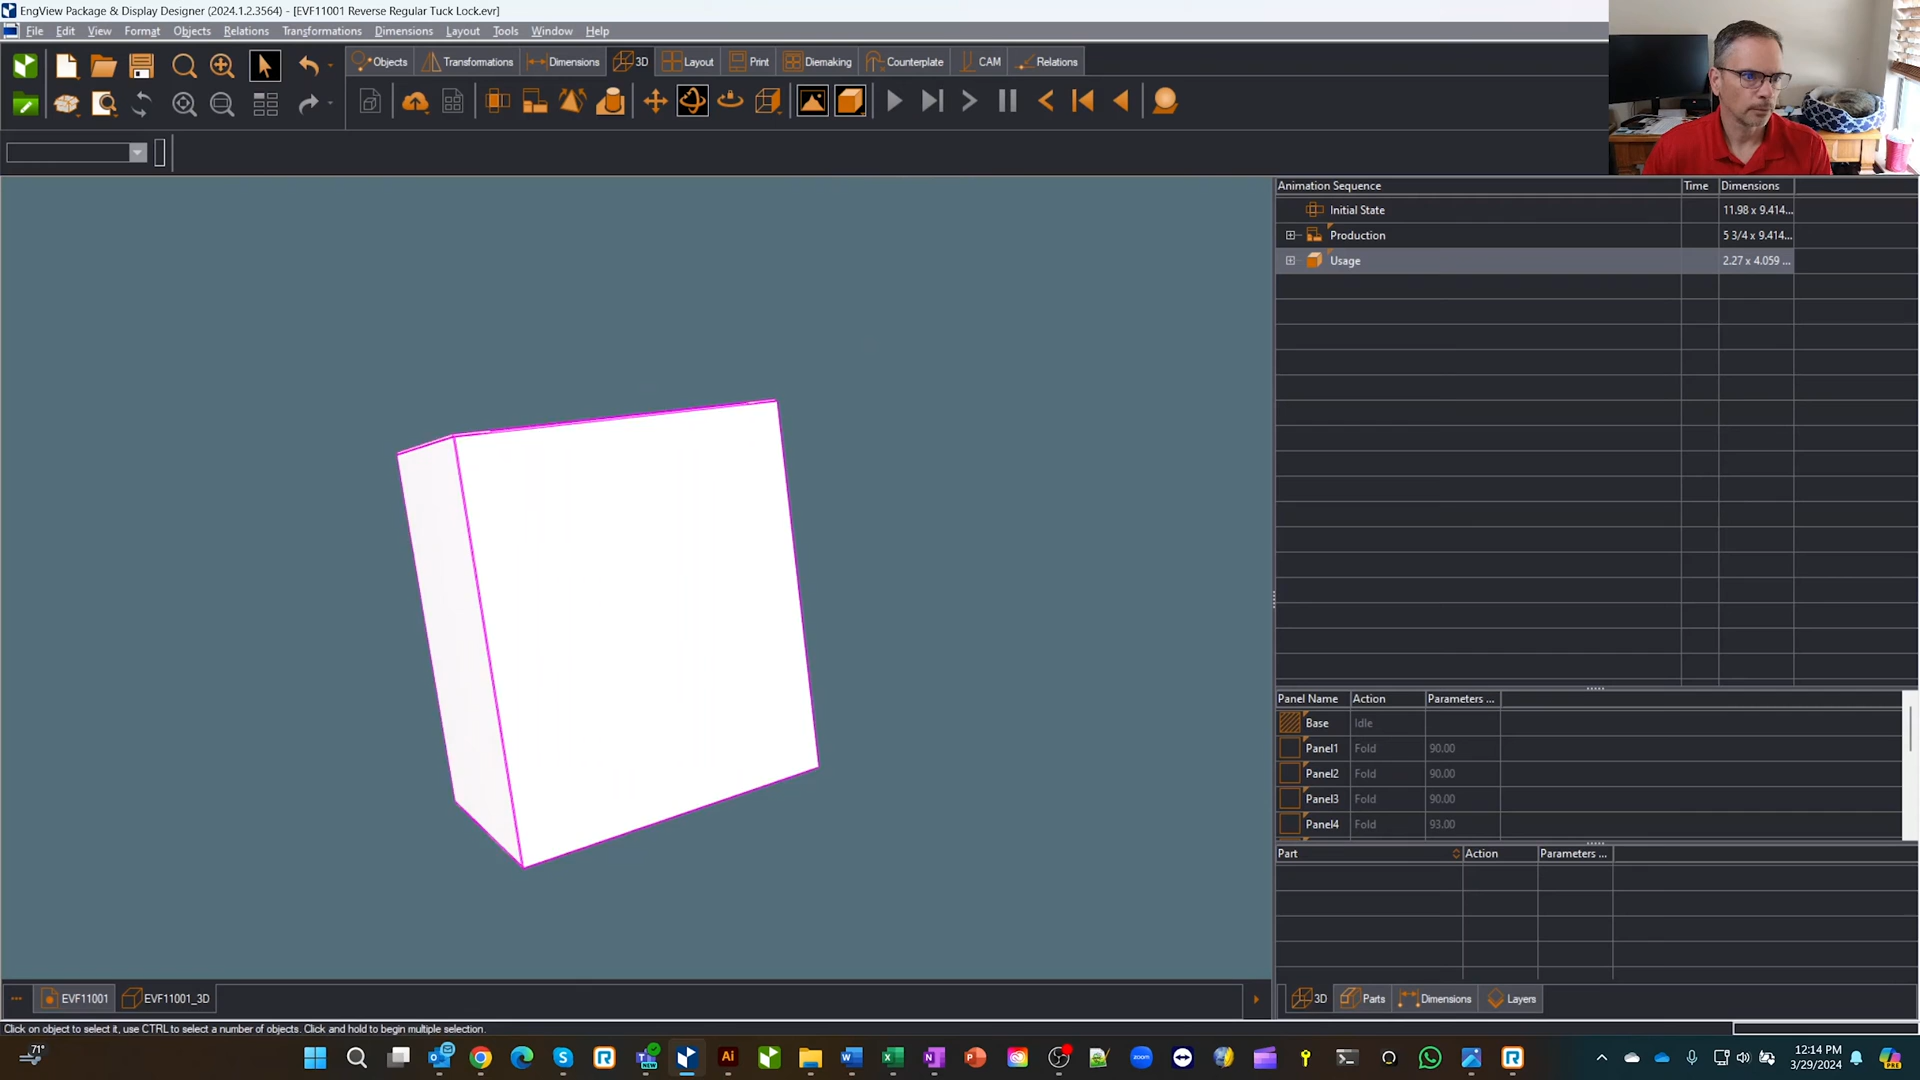 EngView Package & Display Designer (2024.1.2.3564) - [EVF11001 Reverse Regular Tuck Lock.evr]
File Edit View Format Objects Relations Transformations Dimensions Layout Tools Window Help
Objects Transformations Dimensions 3D Layout Print Diemaking Counterplate CAM Relations
Animation Sequence Time Dimensions
Initial State 11.98 x 9.414...
Production 5 3/4 x 9.414...
Usage 2.27 x 4.059 ...
Panel Name Action Parameters ...
Base Idle
Panel1 Fold 90.00
Panel2 Fold 90.00
Panel3 Fold 90.00
Panel4 Fold 93.00
Part Action Parameters ...
EVF11001 EVF11001_3D
3D Parts Dimensions Layers
Click on object to select it, use CTRL to select a number of objects. Click and hold to begin multiple selection.
71°
NEW
Ai
zoom
12:14 PM
3/29/2024
PRE